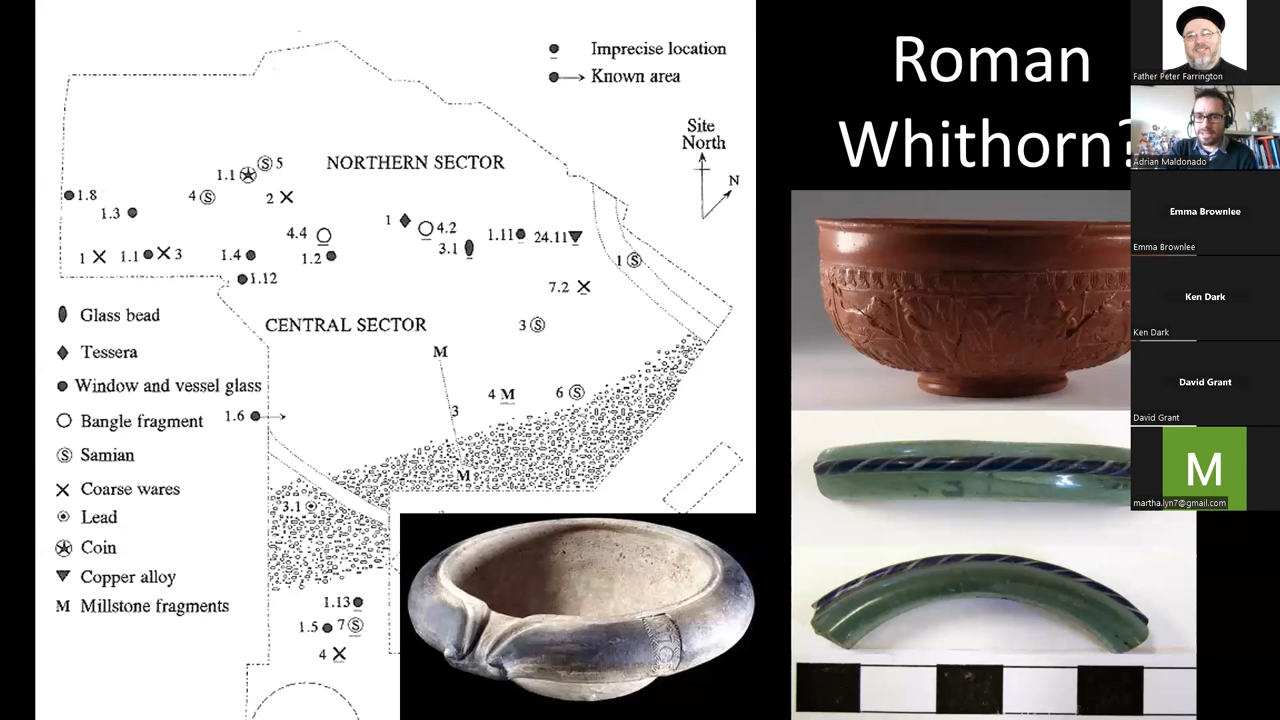 Imprecise location
Known area
Roman
Whithorn?
Site
North
N
NORTHERN SECTOR
S 5
1.1
1.8
4 S
2
1.3
1
4.2
4.4
3.1
1.11
24.11
1
1.1
3
1.4
1.2
1 S
1.12
7.2
Glass bead
CENTRAL SECTOR
3 S
Tessera
M
Window and vessel glass
4 M
6 S
1.6
3
Bangle fragment
S Samian
M
Coarse wares
3.1
Lead
Coin
Copper alloy
M Millstone fragments
1.13
1.5
7 S
4
Father Peter Farrington
Adrian Maldonado
Emma Brownlee
Emma Brownlee
Ken Dark
Ken Dark
David Grant
David Grant
M
martha.lyn7@gmail.com